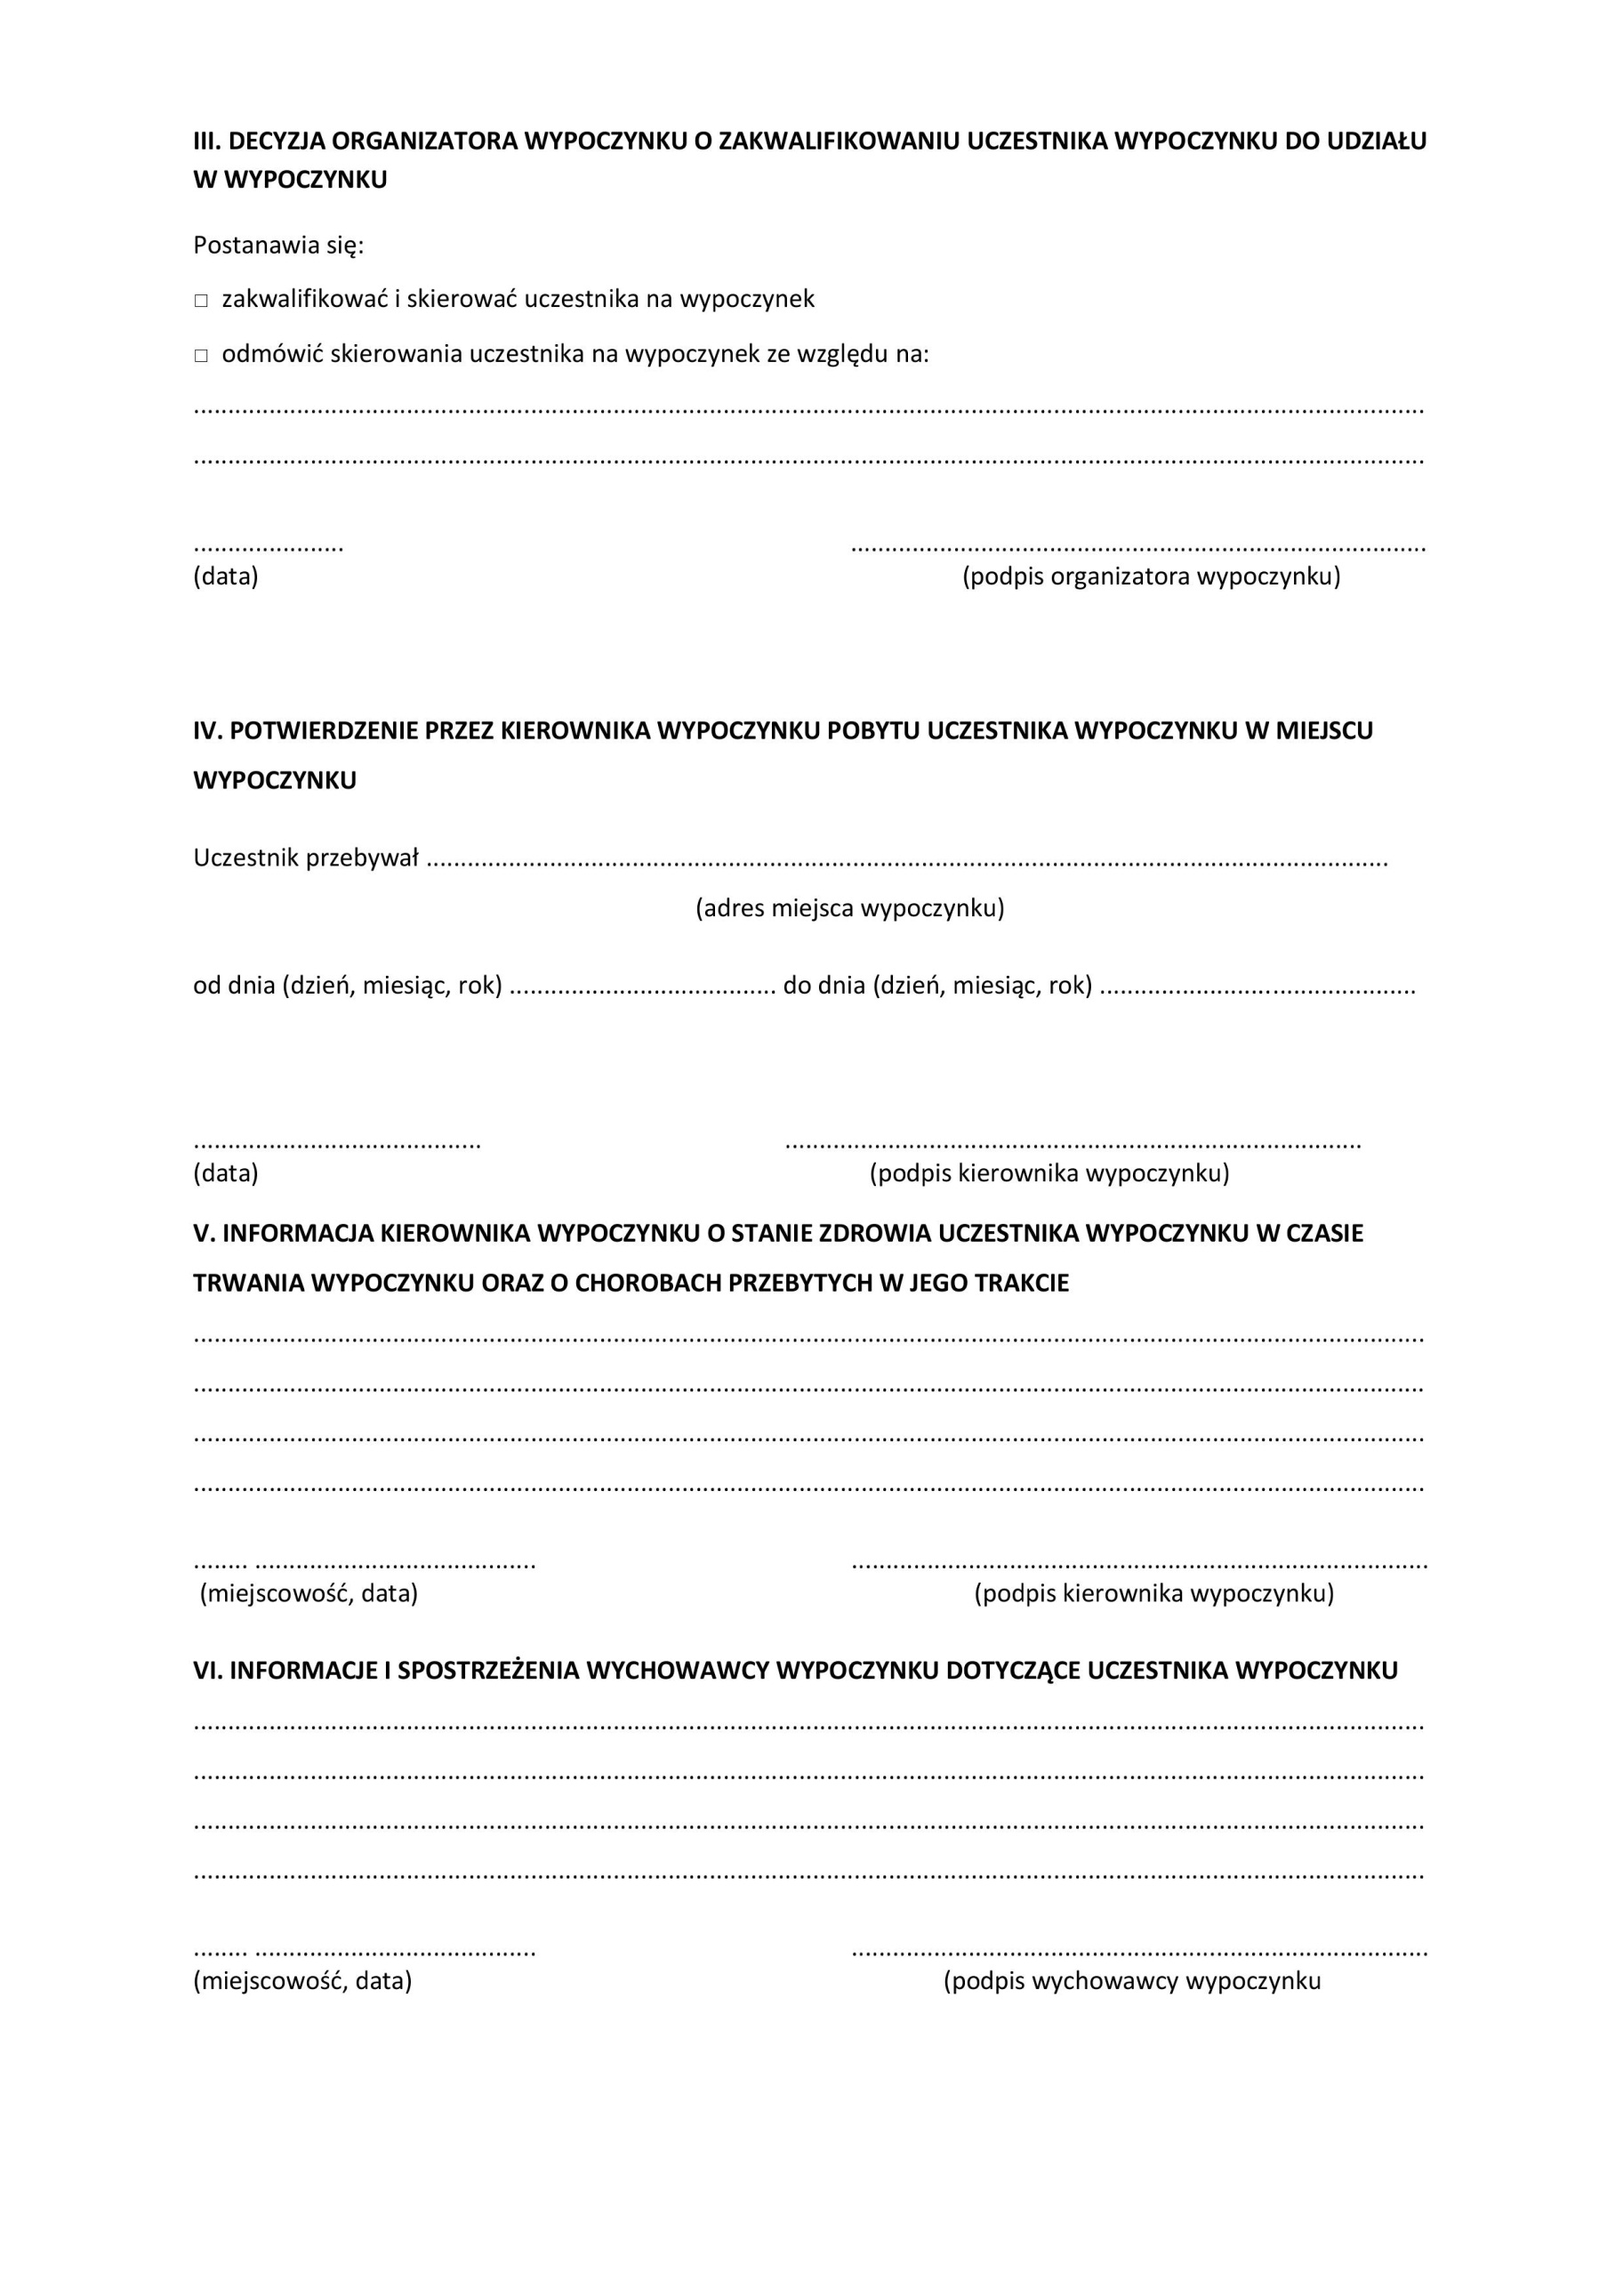 III. DECYZJA ORGANIZATORA WYPOCZYNKU O ZAKWALIFIKOWANIU UCZESTNIKA WYPOCZYNKU DO UDZIAŁU
W WYPOCZYNKU
Postanawia się:
□ zakwalifikować i skierować uczestnika na wypoczynek
□ odmówić skierowania uczestnika na wypoczynek ze względu na:
................................................................................
................................................................................
...................... ................................................................................
(data) (podpis organizatora wypoczynku)
IV. POTWIERDZENIE PRZEZ KIEROWNIKA WYPOCZYNKU POBYTU UCZESTNIKA WYPOCZYNKU W MIEJSCU
WYPOCZYNKU
Uczestnik przebywał ................................................................................
(adres miejsca wypoczynku)
od dnia (dzień, miesiąc, rok) ....................................... do dnia (dzień, miesiąc, rok) ..............................................
.......................................... ................................................................................
(data) (podpis kierownika wypoczynku)
V. INFORMACJA KIEROWNIKA WYPOCZYNKU O STANIE ZDROWIA UCZESTNIKA WYPOCZYNKU W CZASIE
TRWANIA WYPOCZYNKU ORAZ O CHOROBACH PRZEBYTYCH W JEGO TRAKCIE
................................................................................
................................................................................
................................................................................
................................................................................
........ ......................................... ................................................................................
(miejscowość, data) (podpis kierownika wypoczynku)
VI. INFORMACJE I SPOSTRZEŻENIA WYCHOWAWCY WYPOCZYNKU DOTYCZĄCE UCZESTNIKA WYPOCZYNKU
................................................................................
................................................................................
................................................................................
................................................................................
........ ......................................... ................................................................................
(miejscowość, data) (podpis wychowawcy wypoczynku